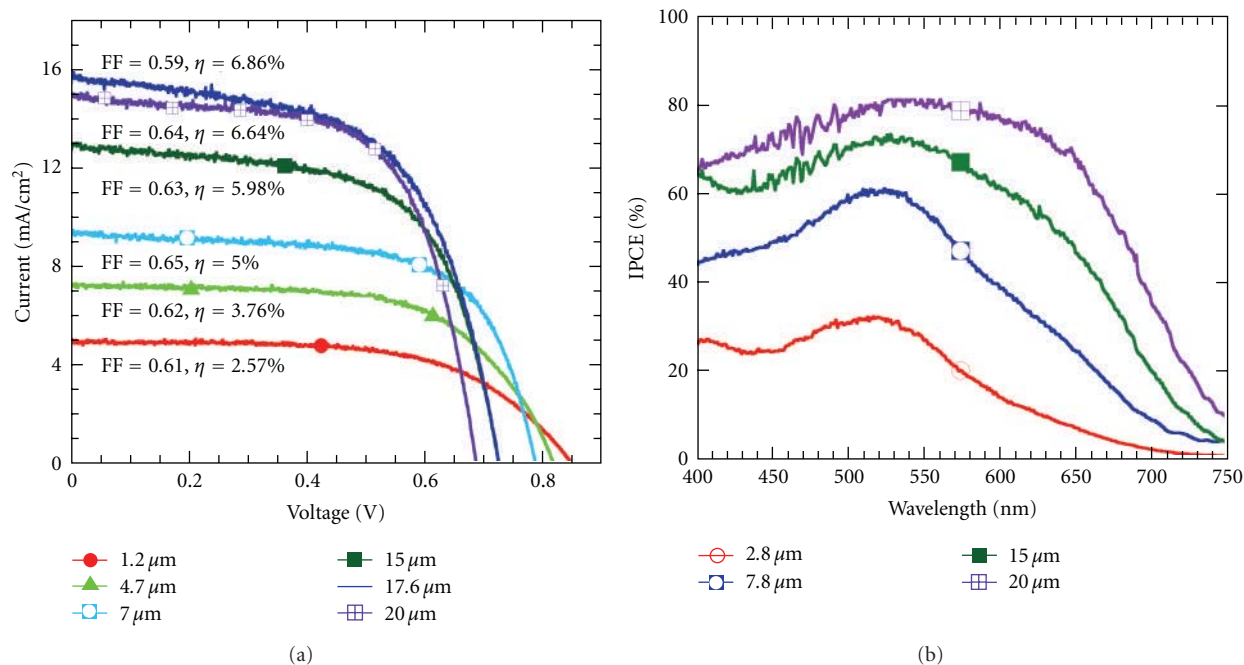 16
12
8
4
0
Current (mA/cm²)
FF = 0.59, η = 6.86%
FF = 0.64, η = 6.64%
FF = 0.63, η = 5.98%
FF = 0.65, η = 5%
FF = 0.62, η = 3.76%
FF = 0.61, η = 2.57%
0 0.2 0.4 0.6 0.8
Voltage (V)
1.2 μm
4.7 μm
7 μm
15 μm
17.6 μm
20 μm
(a)
100
80
60
40
20
0
IPCE (%)
400 450 500 550 600 650 700 750
Wavelength (nm)
2.8 μm
7.8 μm
15 μm
20 μm
(b)